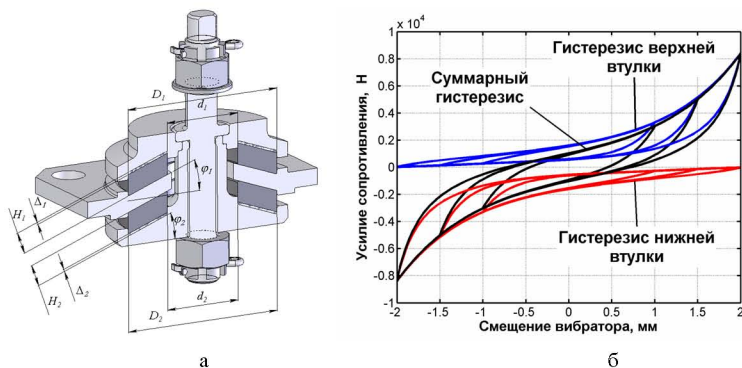 D1
d1
φ1
φ2
Δ1
H1
H2
Δ2
d2
D2
а
x 10^4
1
0.8
0.6
0.4
0.2
0
-0.2
-0.4
-0.6
-0.8
-1
Усилие сопротивления, Н
Гистерезис верхней
втулки
Суммарный
гистерезис
Гистерезис нижней
втулки
-2 -1.5 -1 -0.5 0 0.5 1 1.5 2
Смещение вибратора, мм
б